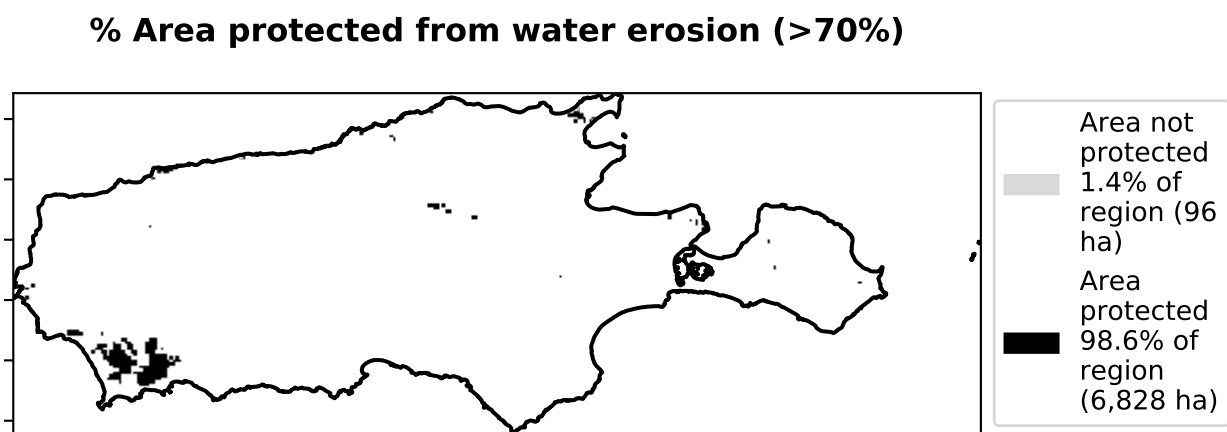 % Area protected from water erosion (>70%)
Area not
protected
1.4% of
region (96
ha)
Area
protected
98.6% of
region
(6,828 ha)